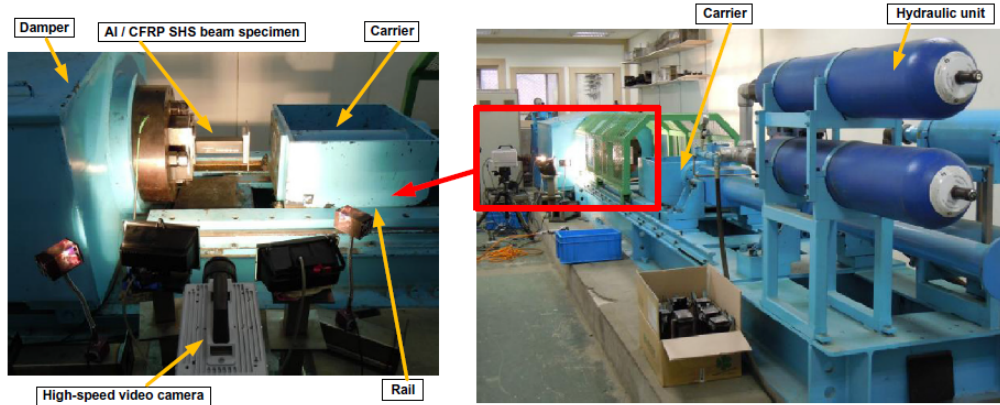 Damper
Al / CFRP SHS beam specimen
Carrier
High-speed video camera
Rail
Carrier
Hydraulic unit